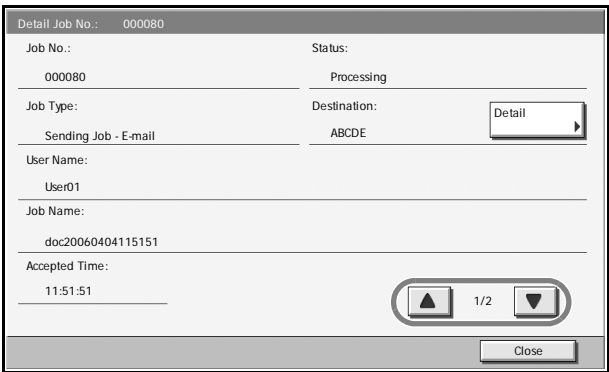 Detail Job No.: 000080
Job No.:
000080
Status:
Processing
Job Type:
Sending Job - E-mail
Destination:
ABCDE
Detail
User Name:
User01
Job Name:
doc20060404115151
Accepted Time:
11:51:51
1/2
Close